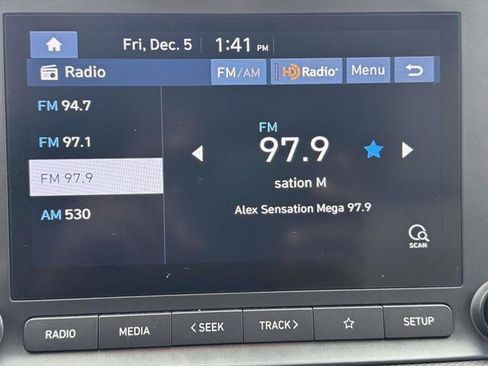 Fri, Dec. 5 1:41 PM
Radio FM/AM HD Radio Menu
FM 94.7
FM 97.1
FM 97.9
AM 530
FM
97.9
sation M
Alex Sensation Mega 97.9
SCAN
RADIO MEDIA <SEEK TRACK> SETUP